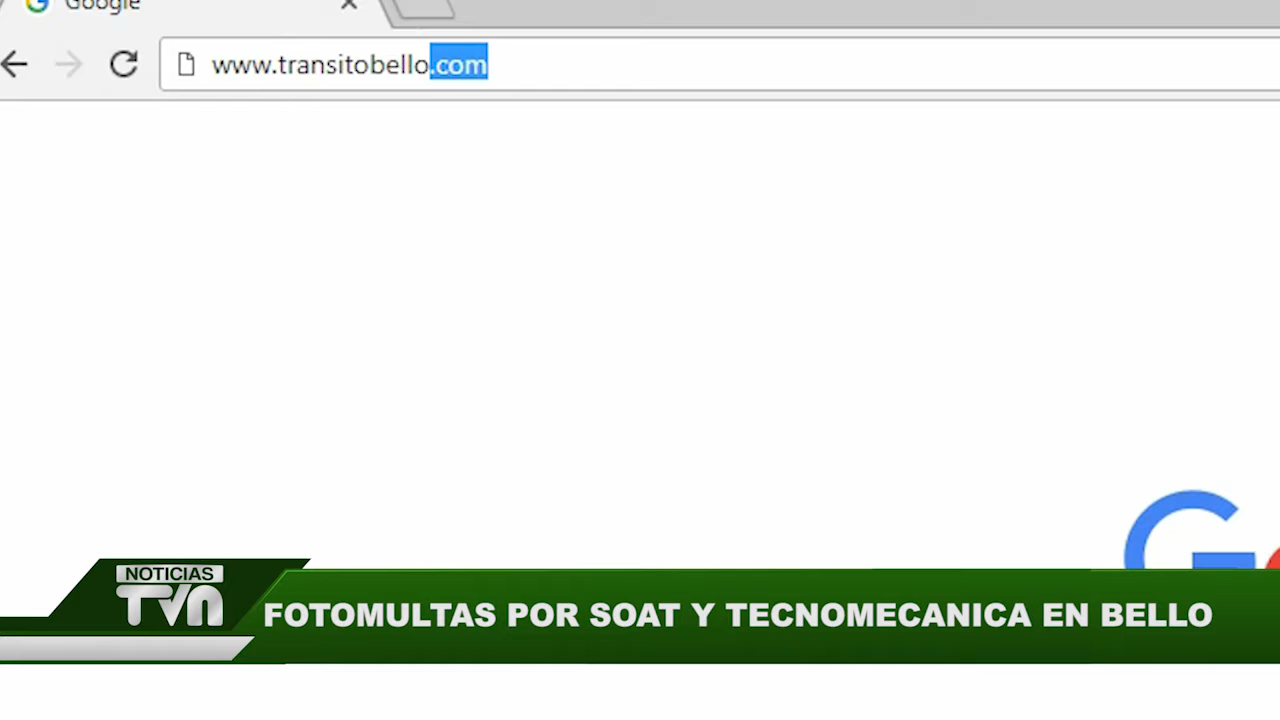 Google
www.transitobello.com
NOTICIAS
TVN
FOTOMULTAS POR SOAT Y TECNOMECANICA EN BELLO